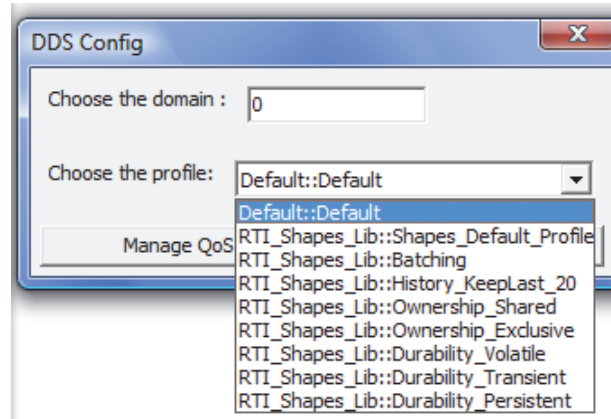 DDS Config
Choose the domain : 0
Choose the profile: Default::Default
Default::Default
RTI_Shapes_Lib::Shapes_Default_Profile
Manage QoS
RTI_Shapes_Lib::Batching
RTI_Shapes_Lib::History_KeepLast_20
RTI_Shapes_Lib::Ownership_Shared
RTI_Shapes_Lib::Ownership_Exclusive
RTI_Shapes_Lib::Durability_Volatile
RTI_Shapes_Lib::Durability_Transient
RTI_Shapes_Lib::Durability_Persistent